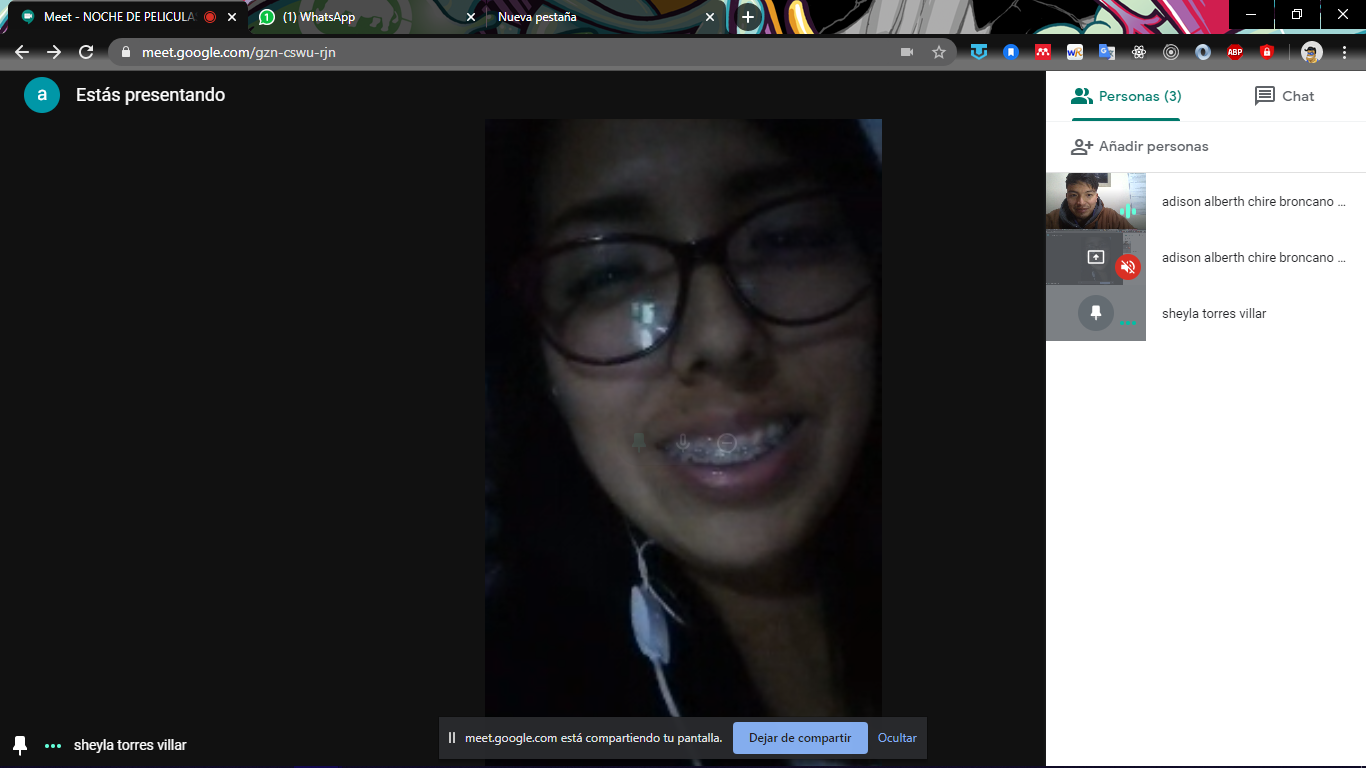 Meet - NOCHE DE PELICULA
(1) WhatsApp
Nueva pestaña
meet.google.com/gzn-cswu-rjn
ABP
a
Estás presentando
Personas (3)
Chat
Añadir personas
adison alberth chire broncano ...
adison alberth chire broncano ...
sheyla torres villar
sheyla torres villar
meet.google.com está compartiendo tu pantalla.
Dejar de compartir
Ocultar